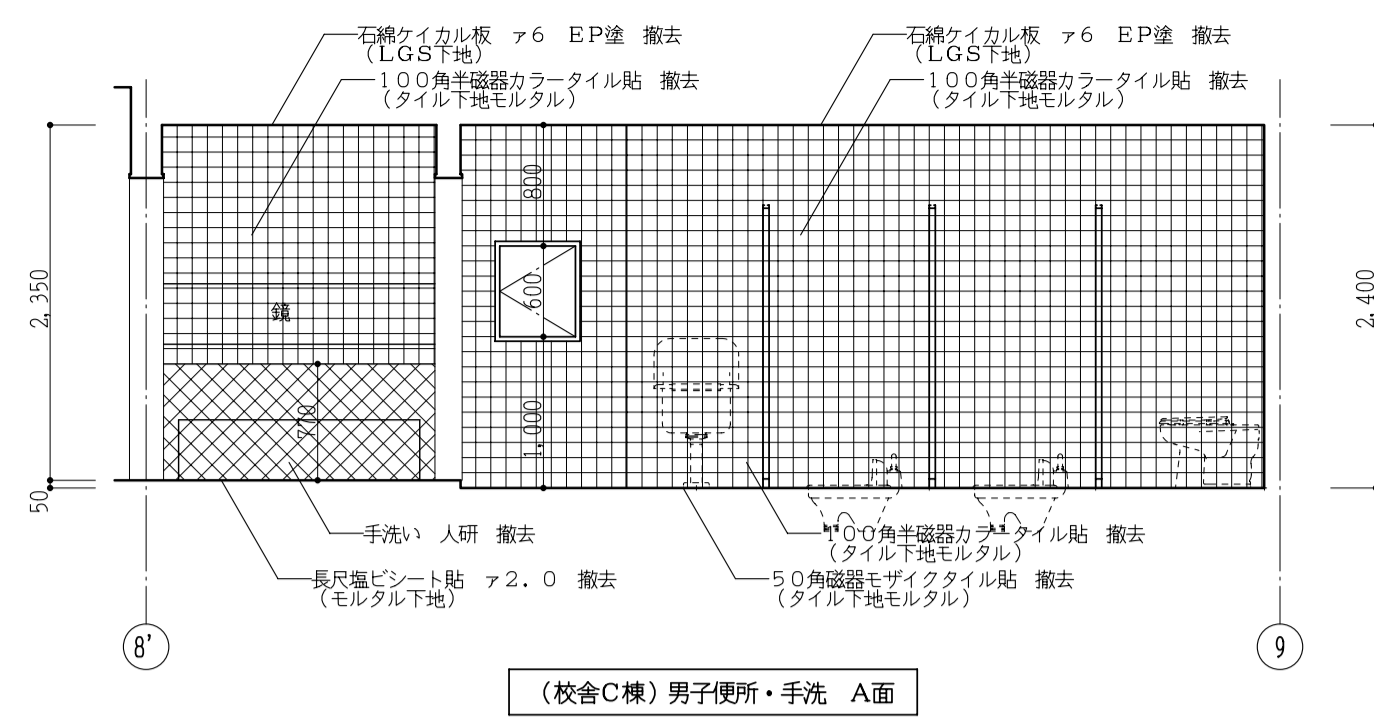 石綿ケイカル板　ァ6　EP塗　撤去
(LGS下地)
100角半磁器カラータイル貼　撤去
(タイル下地モルタル)
石綿ケイカル板　ァ6　EP塗　撤去
(LGS下地)
100角半磁器カラータイル貼　撤去
(タイル下地モルタル)
2,350
50
鏡
770
800
600
1,000
2,400
手洗い　人研　撤去
長尺塩ビシート貼　ァ2.0　撤去
(モルタル下地)
100角半磁器カラータイル貼　撤去
(タイル下地モルタル)
50角磁器モザイクタイル貼　撤去
(タイル下地モルタル)
8'
9
(校舎C棟)男子便所・手洗　A面